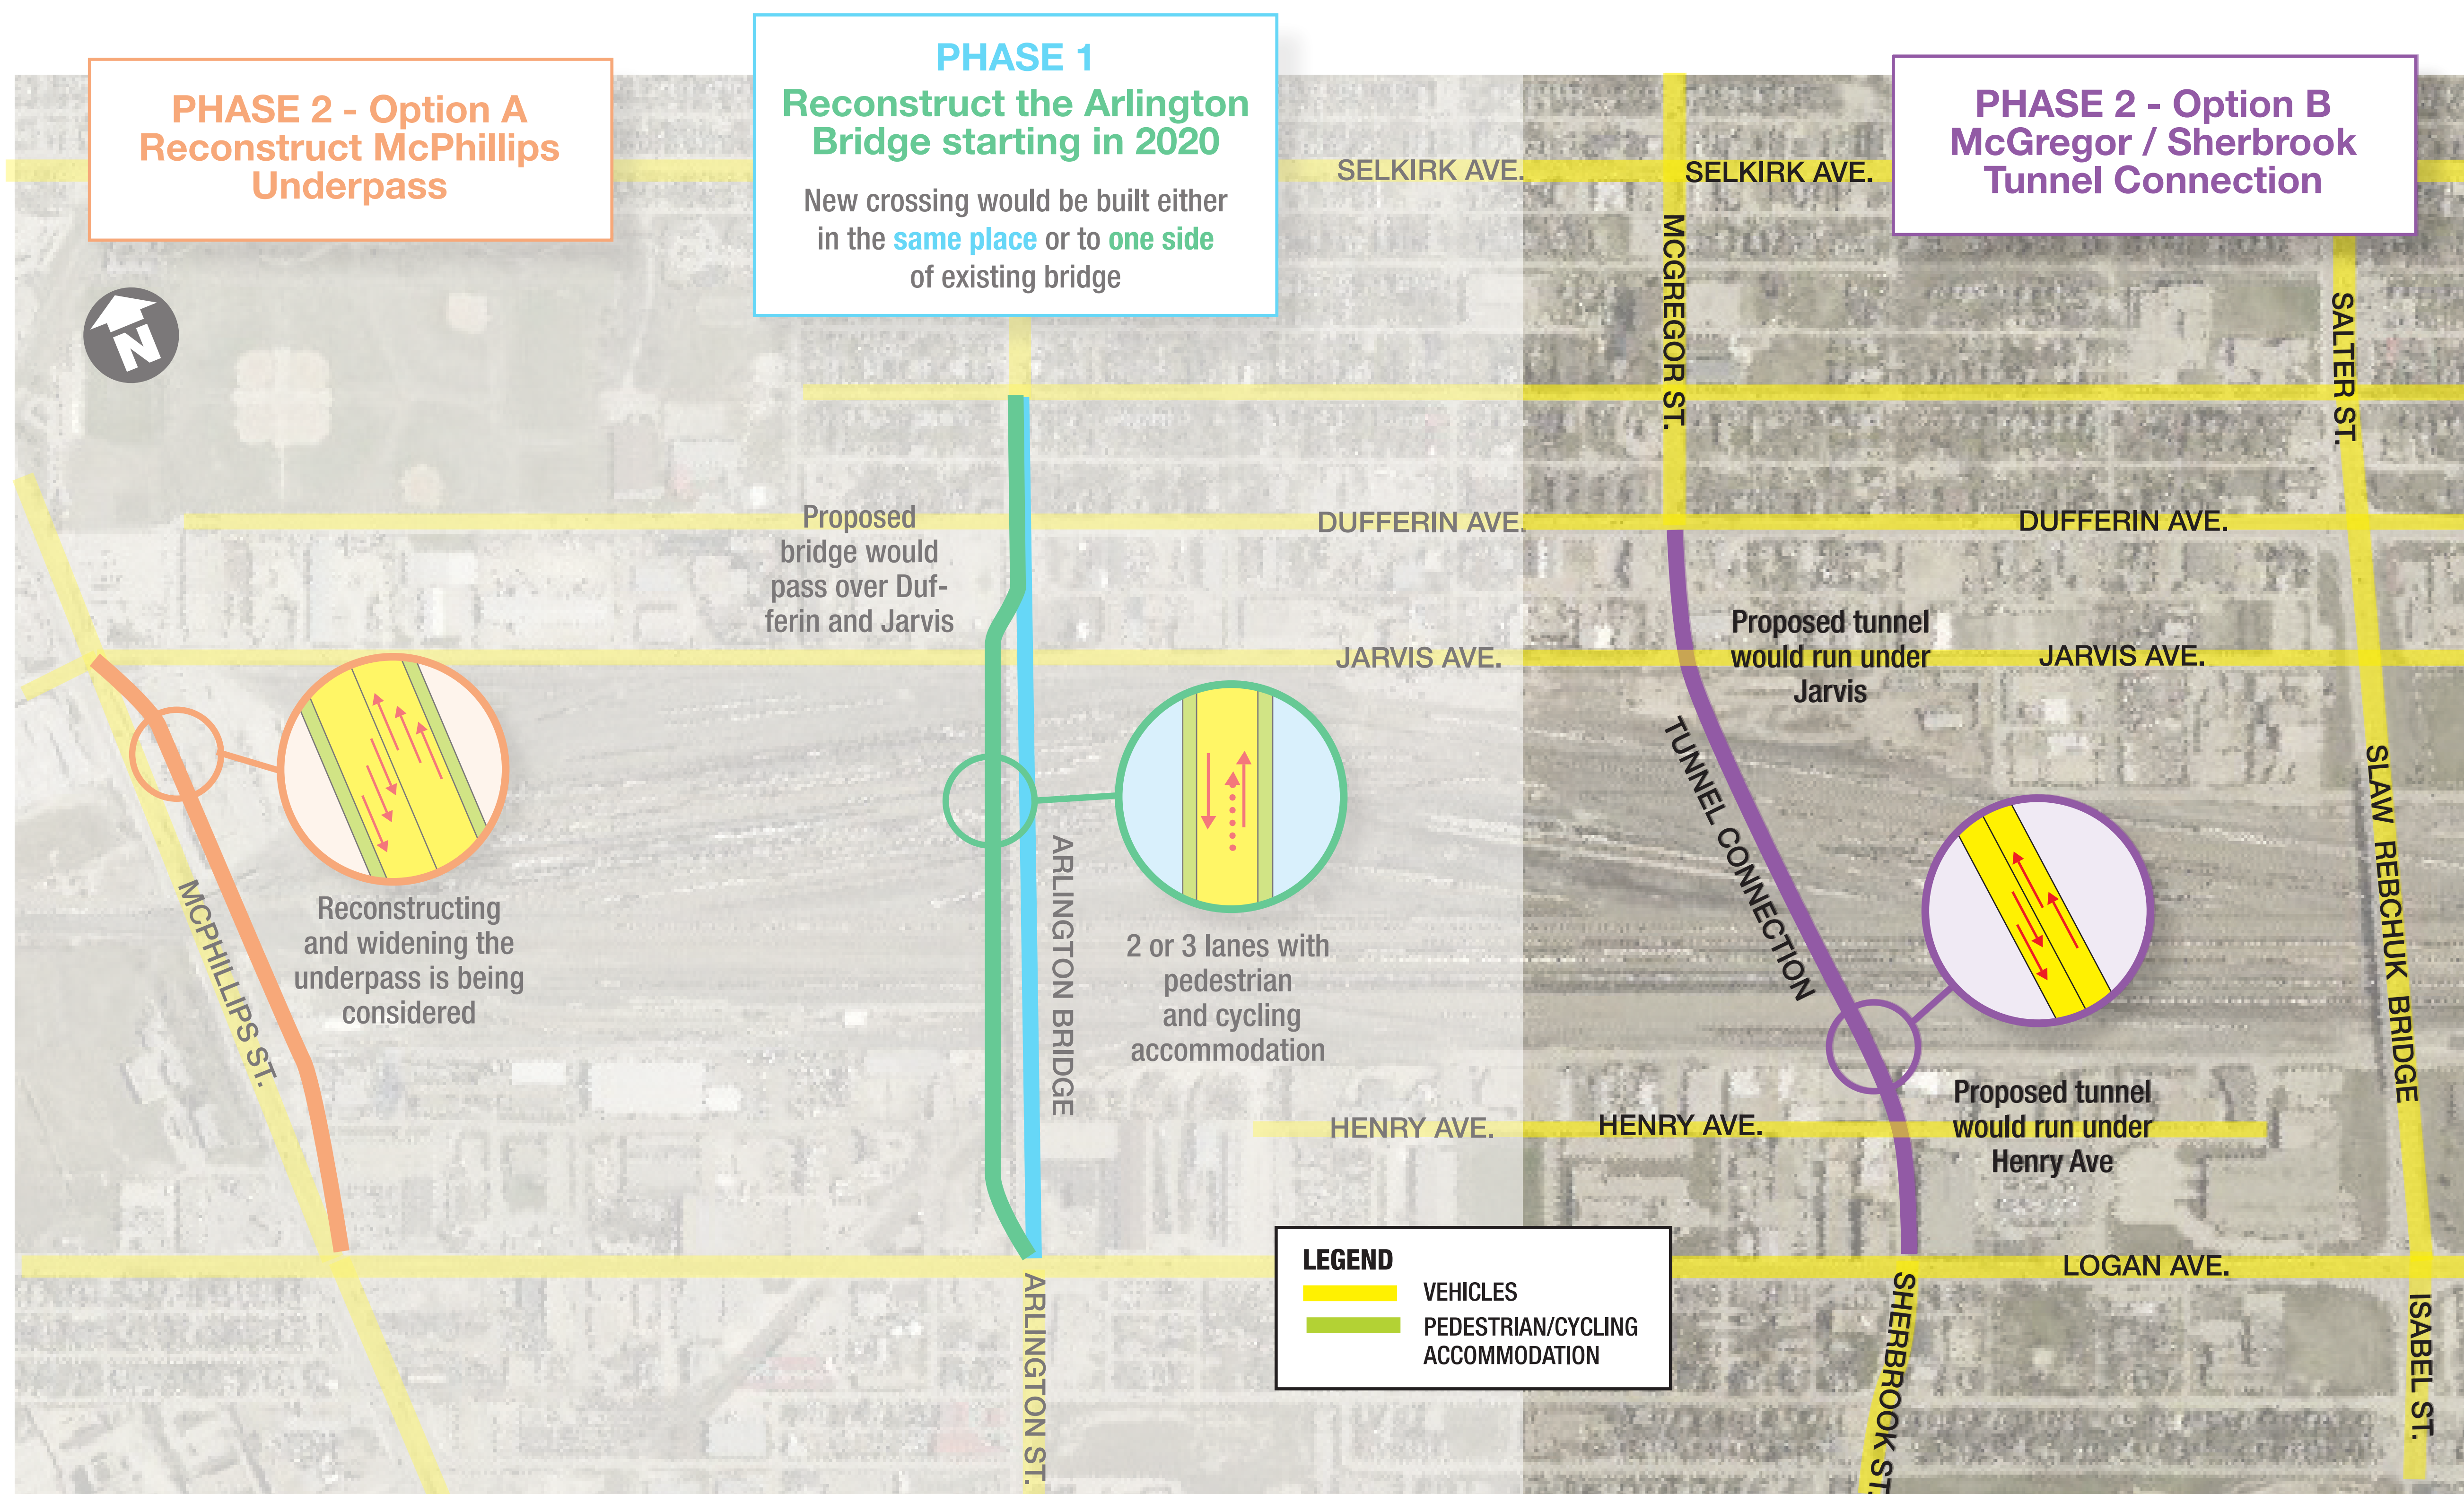 PHASE 2 - Option A
Reconstruct McPhillips
Underpass
PHASE 1
Reconstruct the Arlington
Bridge starting in 2020
New crossing would be built either
in the same place or to one side
of existing bridge
PHASE 2 - Option B
McGregor / Sherbrook
Tunnel Connection
SELKIRK AVE.
SELKIRK AVE.
N
MCGREGOR ST.
SALTER ST.
Proposed
bridge would
pass over Duf-
ferin and Jarvis
DUFFERIN AVE.
DUFFERIN AVE.
Proposed tunnel
would run under
Jarvis
JARVIS AVE.
JARVIS AVE.
TUNNEL CONNECTION
SLAW REBCHUK BRIDGE
MCPHILLIPS ST.
Reconstructing
and widening the
underpass is being
considered
ARLINGTON BRIDGE
2 or 3 lanes with
pedestrian
and cycling
accommodation
HENRY AVE.
HENRY AVE.
Proposed tunnel
would run under
Henry Ave
LEGEND
VEHICLES
PEDESTRIAN/CYCLING
ACCOMMODATION
LOGAN AVE.
ARLINGTON ST.
SHERBROOK ST.
ISABEL ST.